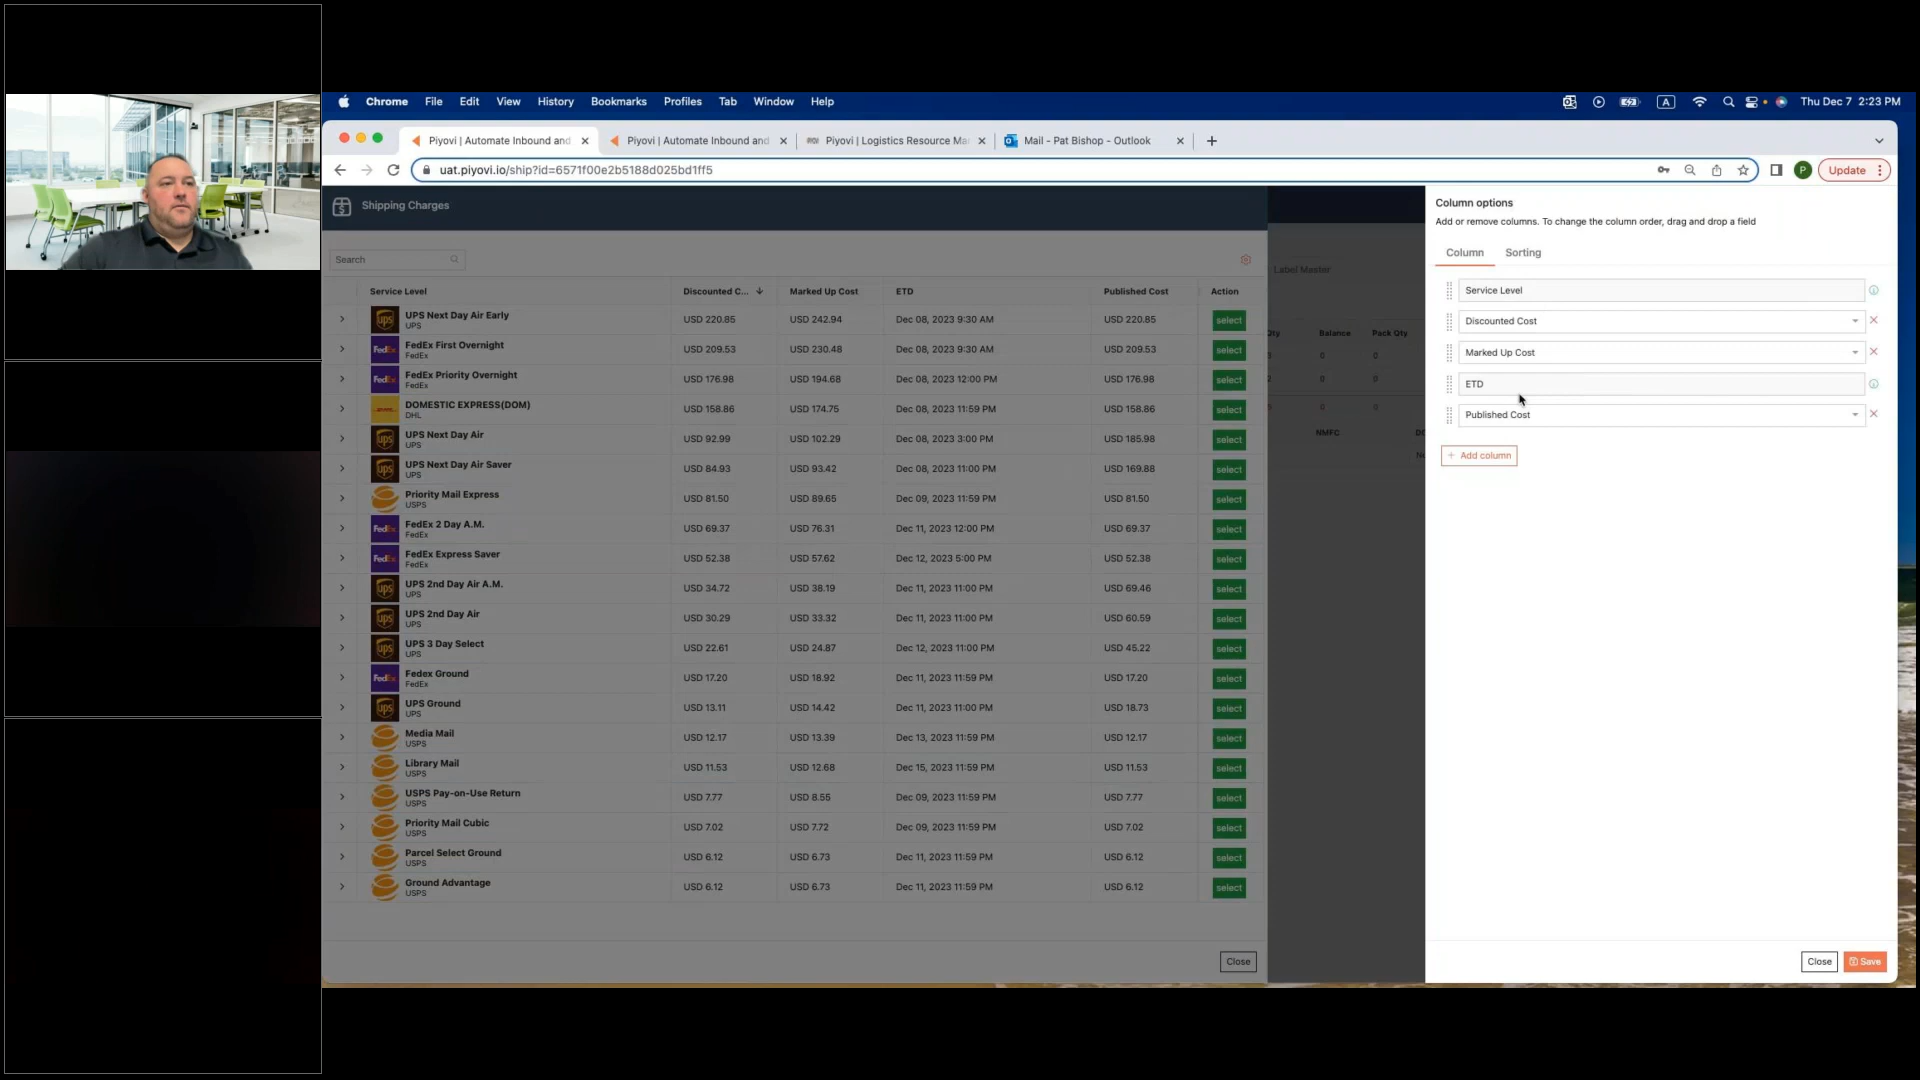 Chrome File Edit View History Bookmarks Profiles Tab Window Help
A
Thu Dec 7 2:23 PM
Piyovi | Automate Inbound and
Piyovi | Automate Inbound and
Piyovi | Logistics Resource Ma
Mail - Pat Bishop - Outlook
uat.piyovi.io/ship?id=6571f00e2b5188d025bd1ff5
P
Update
Shipping Charges
Search
Service Level Discounted C... Marked Up Cost ETD Published Cost Action
UPS Next Day Air Early USD 220.85 USD 242.94 Dec 08, 2023 9:30 AM USD 220.85 select
UPS
FedEx First Overnight USD 209.53 USD 230.48 Dec 08, 2023 9:30 AM USD 209.53 select
FedEx
FedEx Priority Overnight USD 176.98 USD 194.68 Dec 08, 2023 12:00 PM USD 176.98 select
FedEx
DOMESTIC EXPRESS(DOM) USD 158.86 USD 174.75 Dec 08, 2023 11:59 PM USD 158.86 select
DHL
UPS Next Day Air USD 92.99 USD 102.29 Dec 08, 2023 3:00 PM USD 185.98 select
UPS
UPS Next Day Air Saver USD 84.93 USD 93.42 Dec 08, 2023 11:00 PM USD 169.88 select
UPS
Priority Mail Express USD 81.50 USD 89.65 Dec 09, 2023 11:59 PM USD 81.50 select
USPS
FedEx 2 Day A.M. USD 69.37 USD 76.31 Dec 11, 2023 12:00 PM USD 69.37 select
FedEx
FedEx Express Saver USD 52.38 USD 57.62 Dec 12, 2023 5:00 PM USD 52.38 select
FedEx
UPS 2nd Day Air A.M. USD 34.72 USD 38.19 Dec 11, 2023 11:00 PM USD 69.46 select
UPS
UPS 2nd Day Air USD 30.29 USD 33.32 Dec 11, 2023 11:00 PM USD 60.59 select
UPS
UPS 3 Day Select USD 22.61 USD 24.87 Dec 12, 2023 11:00 PM USD 45.22 select
UPS
Fedex Ground USD 17.20 USD 18.92 Dec 11, 2023 11:59 PM USD 17.20 select
FedEx
UPS Ground USD 13.11 USD 14.42 Dec 11, 2023 11:00 PM USD 18.73 select
UPS
Media Mail USD 12.17 USD 13.39 Dec 13, 2023 11:59 PM USD 12.17 select
USPS
Library Mail USD 11.53 USD 12.68 Dec 15, 2023 11:59 PM USD 11.53 select
USPS
USPS Pay-on-Use Return USD 7.77 USD 8.55 Dec 09, 2023 11:59 PM USD 7.77 select
USPS
Priority Mail Cubic USD 7.02 USD 7.72 Dec 09, 2023 11:59 PM USD 7.02 select
USPS
Parcel Select Ground USD 6.12 USD 6.73 Dec 11, 2023 11:59 PM USD 6.12 select
USPS
Ground Advantage USD 6.12 USD 6.73 Dec 11, 2023 11:59 PM USD 6.12 select
USPS
Close
Label Master
Qty Balance Pack Qty
3 0 0
2 0 0
5 0 0
NMFC
Column options
Add or remove columns. To change the column order, drag and drop a field
Column Sorting
Service Level
Discounted Cost
Marked Up Cost
ETD
Published Cost
+ Add column
Close Save